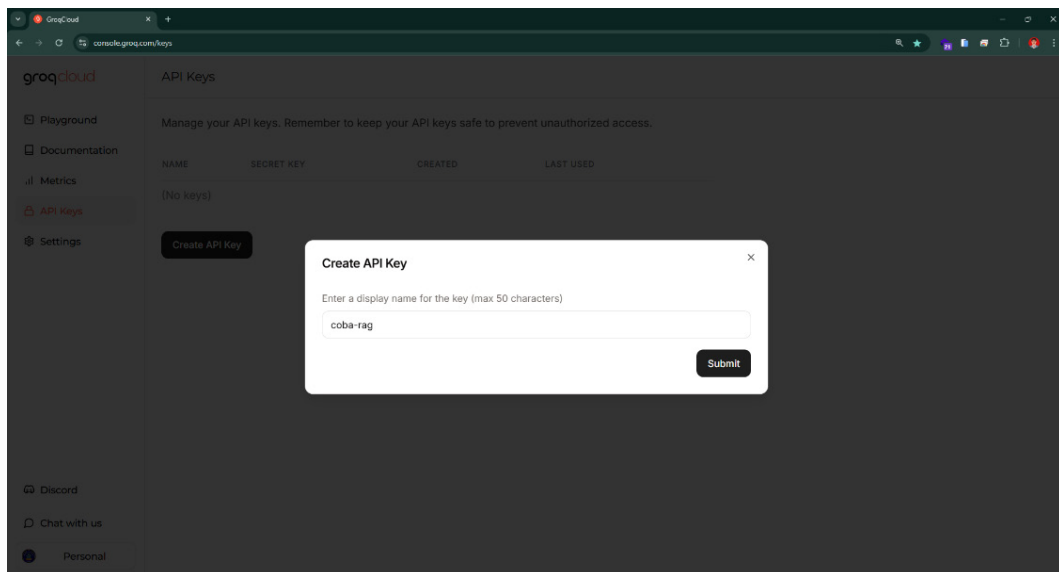 GroqCloud
console.groq.com/keys
groqcloud
API Keys
Playground
Manage your API keys. Remember to keep your API keys safe to prevent unauthorized access.
Documentation
NAME SECRET KEY CREATED LAST USED
Metrics
(No keys)
API Keys
Settings
Create API Key
Create API Key
Enter a display name for the key (max 50 characters)
coba-rag
Submit
Discord
Chat with us
Personal